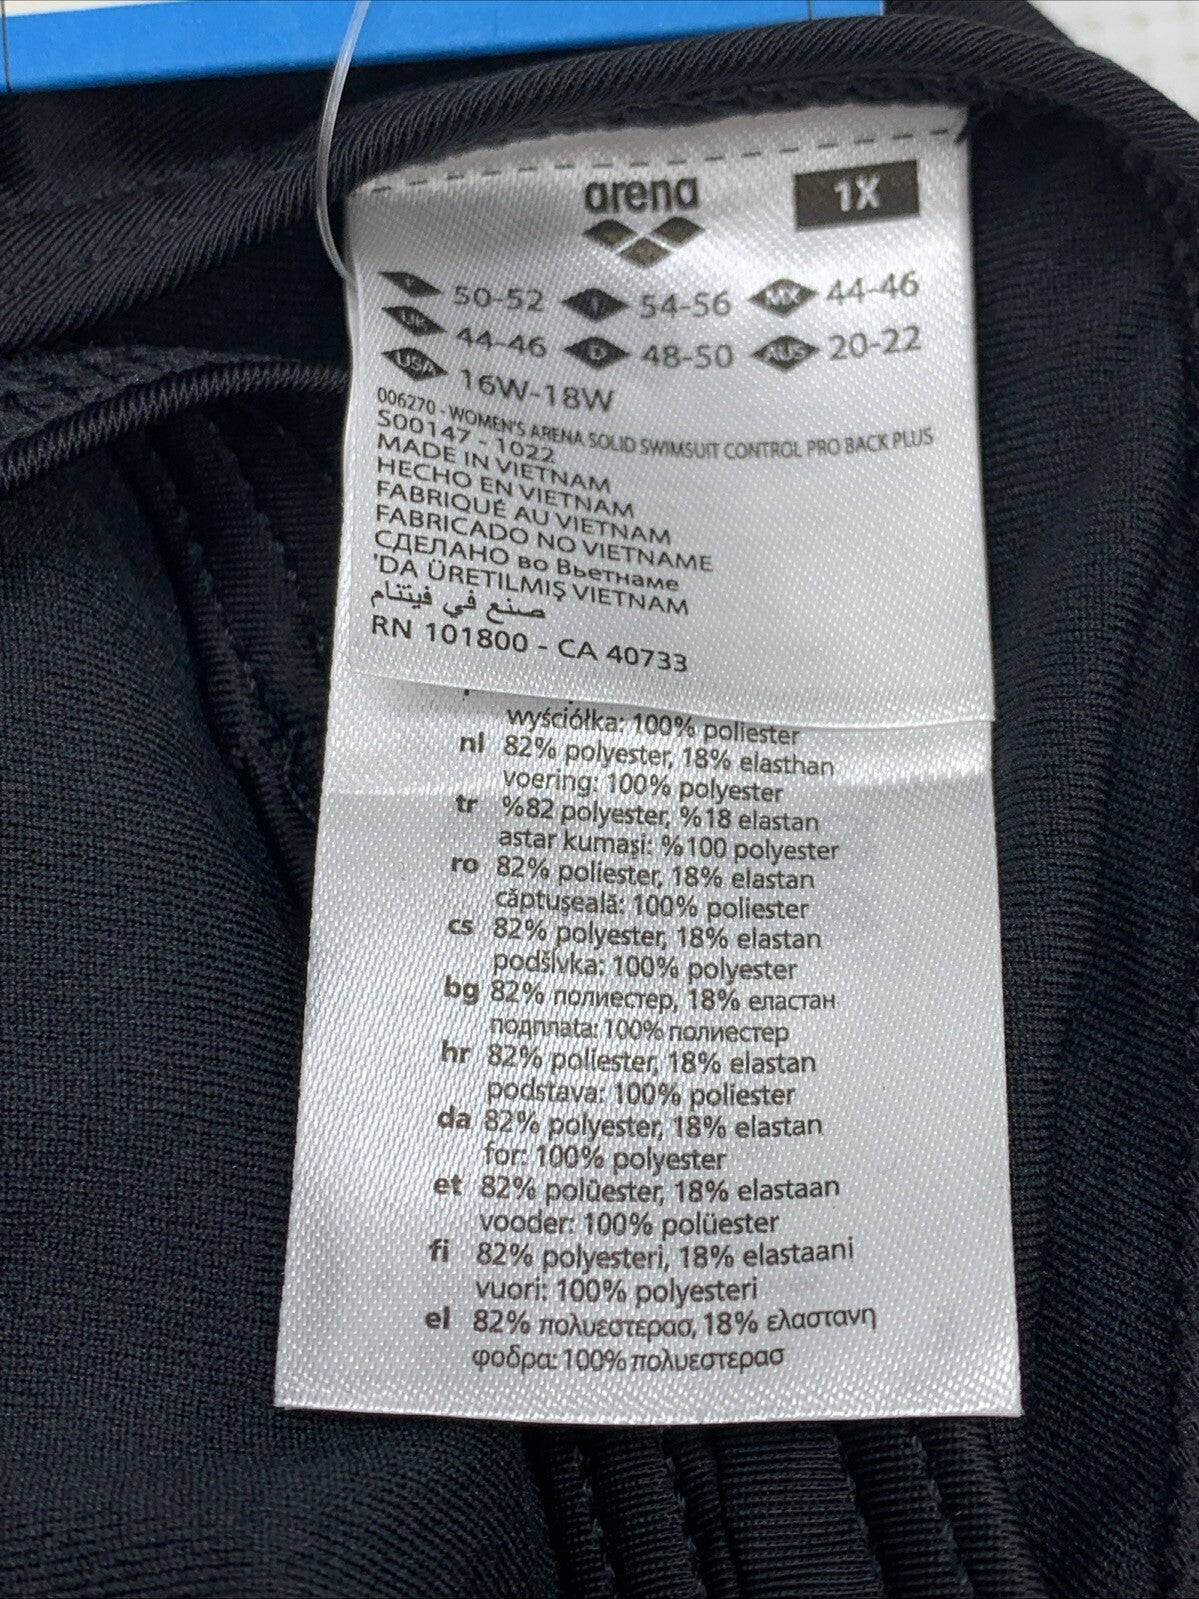 arena
1X
F 50-52 I 54-56 MX 44-46
UK 44-46 D 48-50 AUS 20-22
USA 16W-18W
006270 - WOMEN'S ARENA SOLID SWIMSUIT CONTROL PRO BACK PLUS
S00147 - 1022
MADE IN VIETNAM
HECHO EN VIETNAM
FABRIQUÉ AU VIETNAM
FABRICADO NO VIETNAME
СДЕЛАНО во Вьетнаме
'DA ÜRETILMIŞ VIETNAM
صنع في فيتنام
RN 101800 - CA 40733
wyściółka: 100% poliester
nl 82% polyester, 18% elasthan
voering: 100% polyester
tr %82 polyester, %18 elastan
astar kumaşi: %100 polyester
ro 82% poliester, 18% elastan
căptuşeală: 100% poliester
cs 82% polyester, 18% elastan
podšívka: 100% polyester
bg 82% полиестер, 18% еластан
подплата: 100% полиестер
hr 82% poliester, 18% elastan
podstava: 100% poliester
da 82% polyester, 18% elastan
for: 100% polyester
et 82% polüester, 18% elastaan
vooder: 100% polüester
fi 82% polyesteri, 18% elastaani
vuori: 100% polyesteri
el 82% πολυεστερασ, 18% ελαστανη
φοδρα: 100% πολυεστερασ